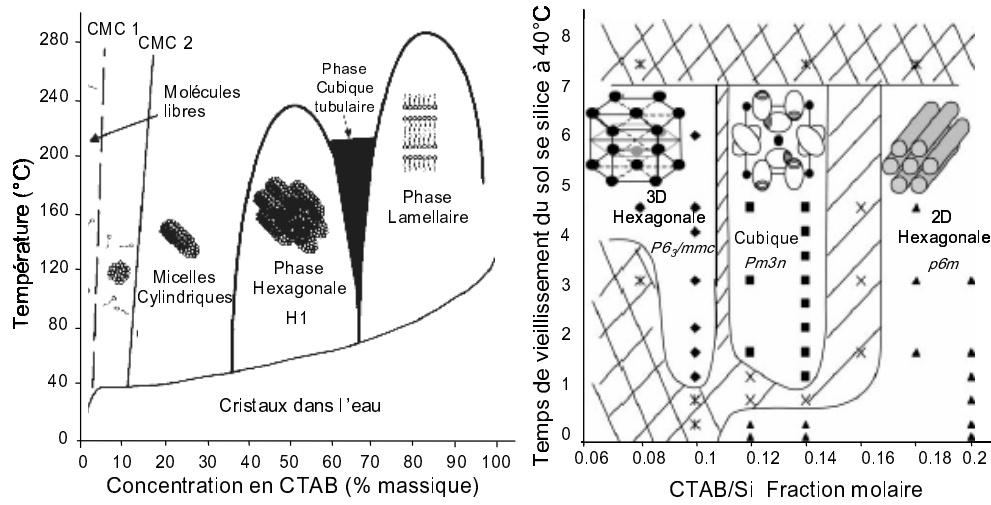 CMC 1
CMC 2
Molécules
libres
Phase
Cubique
tubulaire
Phase
Lamellaire
Micelles
Cylindriques
Phase
Hexagonale
H1
Cristaux dans l'eau
Température (°C)
280
240
200
160
120
80
40
0
0 10 20 30 40 50 60 70 80 90 100
Concentration en CTAB (% massique)
Temps de vieillissement du sol se silice à 40°C
8
7
6
5
4
3
2
1
0
3D
Hexagonale
P6₃/mmc
Cubique
Pm3n
2D
Hexagonale
p6m
0.06 0.08 0.1 0.12 0.14 0.16 0.18 0.2
CTAB/Si Fraction molaire